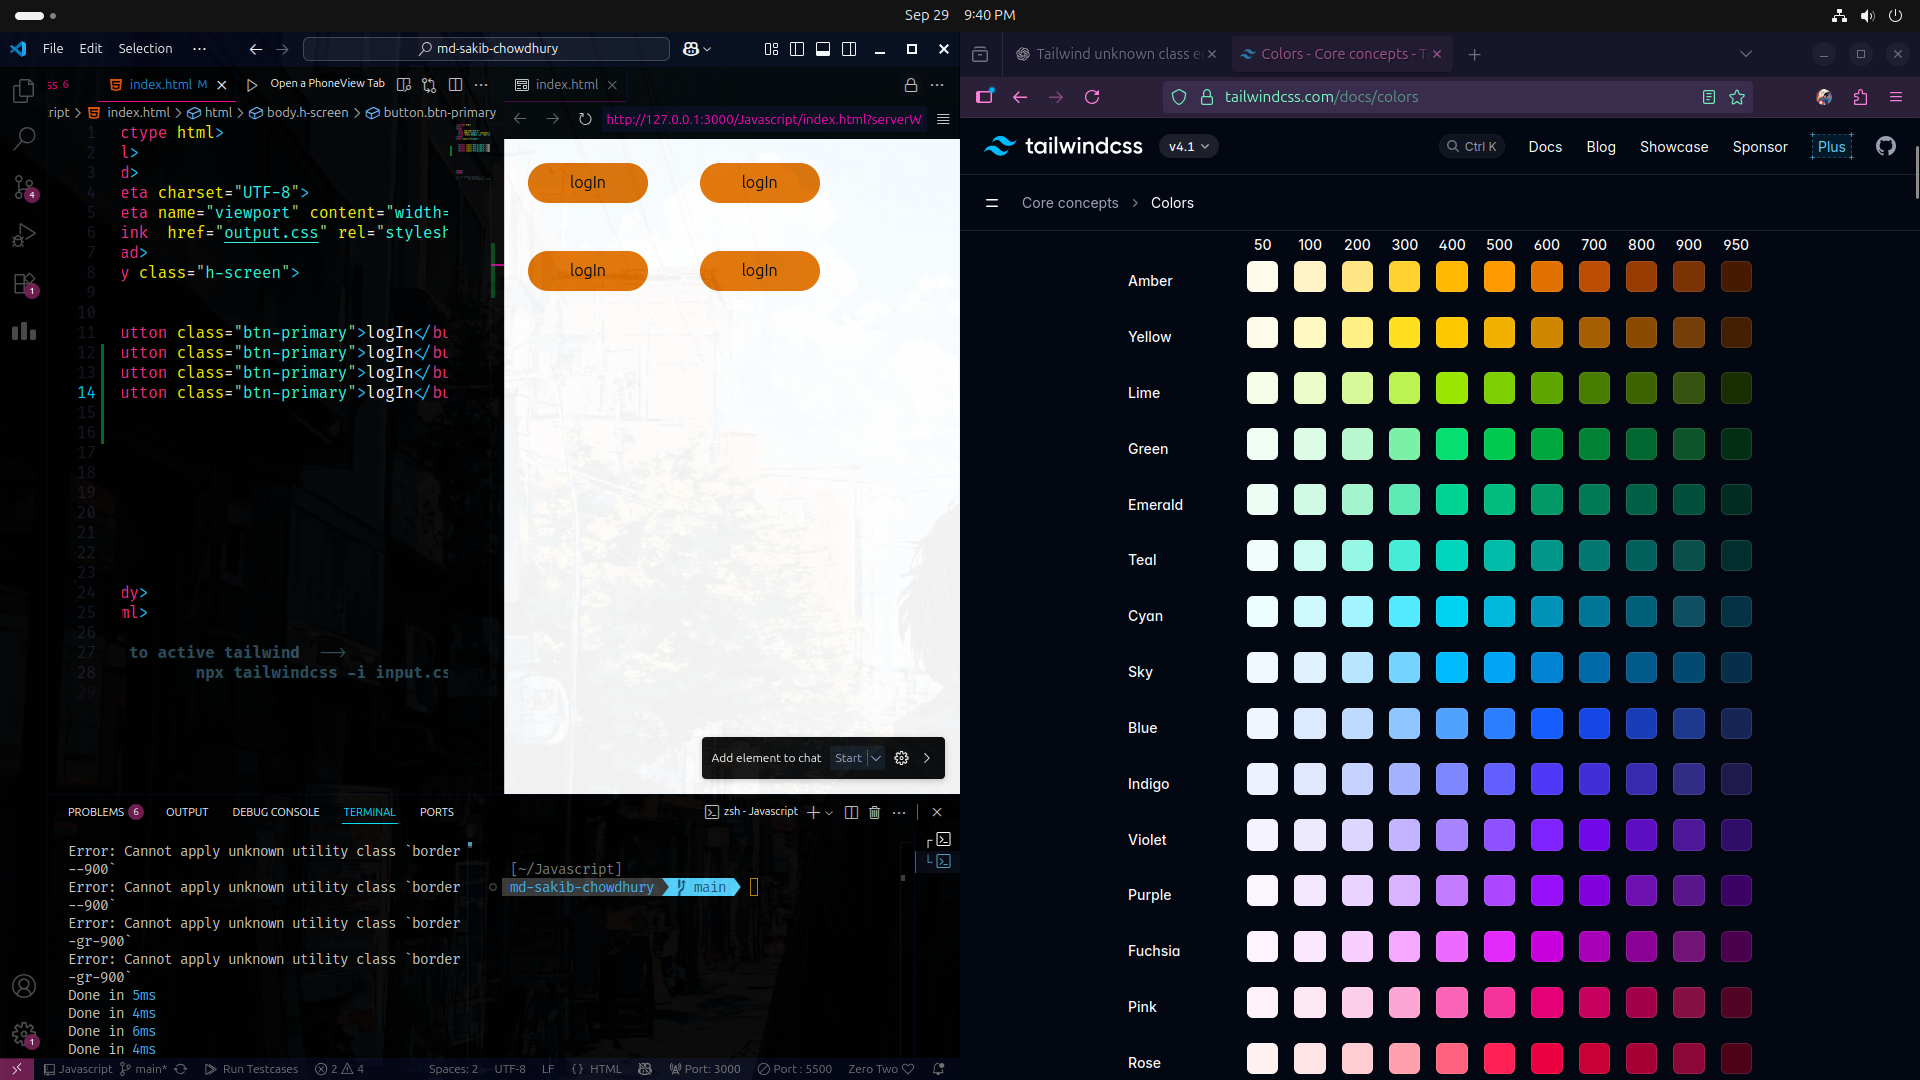 Sep 29 9:40 PM
File Edit Selection ··· md-sakib-chowdhury
ss 6 index.html M Open a PhoneView Tab ··· index.html ···
ript > index.html > html > body.h-screen > button.btn-primary
http://127.0.0.1:3000/Javascript/index.html?serverW
1 ctype html>
2 l>
3 d>
4 eta charset="UTF-8">
5 eta name="viewport" content="width=
6 ink href="output.css" rel="stylesh
7 ad>
8 y class="h-screen">
9
10
11 utton class="btn-primary">logIn</bu
12 utton class="btn-primary">logIn</bu
13 utton class="btn-primary">logIn</bu
14 utton class="btn-primary">logIn</bu
15
16
17
18
19
20
21
22
23
24 dy>
25 ml>
26
27 to active tailwind -->
28 npx tailwindcss -i input.cs
29
logIn logIn
logIn logIn
Add element to chat Start
4
1
1
PROBLEMS 6 OUTPUT DEBUG CONSOLE TERMINAL PORTS zsh - Javascript ···
Error: Cannot apply unknown utility class `border
--900`
Error: Cannot apply unknown utility class `border
--900`
Error: Cannot apply unknown utility class `border
-gr-900`
Error: Cannot apply unknown utility class `border
-gr-900`
Done in 5ms
Done in 4ms
Done in 6ms
Done in 4ms
[~/Javascript]
md-sakib-chowdhury main
Javascript main* Run Testcases 2 4 Spaces: 2 UTF-8 LF {} HTML Port: 3000 Port : 5500 Zero Two
Tailwind unknown class e Colors - Core concepts - T
tailwindcss.com/docs/colors
tailwindcss v4.1 Ctrl K Docs Blog Showcase Sponsor Plus
Core concepts > Colors
50 100 200 300 400 500 600 700 800 900 950
Amber
Yellow
Lime
Green
Emerald
Teal
Cyan
Sky
Blue
Indigo
Violet
Purple
Fuchsia
Pink
Rose